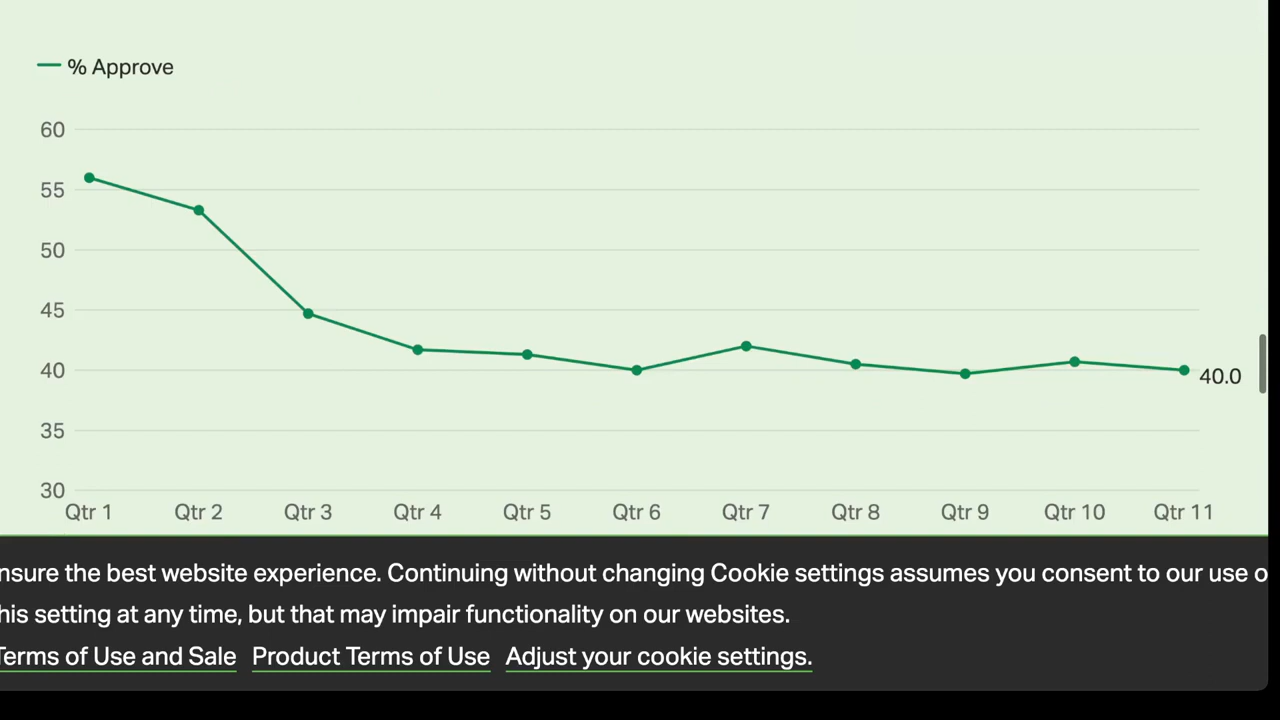 % Approve
60
55
50
45
40
40.0
35
30
Qtr 1 Qtr 2 Qtr 3 Qtr 4 Qtr 5 Qtr 6 Qtr 7 Qtr 8 Qtr 9 Qtr 10 Qtr 11
nsure the best website experience. Continuing without changing Cookie settings assumes you consent to our use o
his setting at any time, but that may impair functionality on our websites.
Terms of Use and Sale Product Terms of Use Adjust your cookie settings.